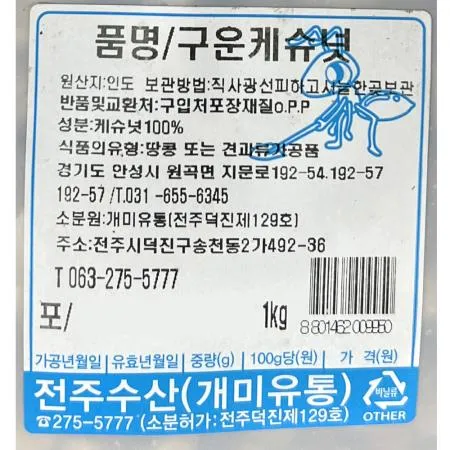 품명/구운케슈넛
원산지:인도 보관방법:직사광선피하고서늘한곳보관
반품및교환처:구입처포장재질o.P.P
성분:케슈넛100%
식품의유형:땅콩 또는 견과류가공품
경기도 안성시 원곡면 지문로192-54.192-57
192-57 /T.031 -655-6345
소분원:개미유통(전주덕진제129호)
주소:전주시덕진구송천동2가492-36
T 063-275-5777
포/ 1kg
8801452009950
가공년월일 유효년월일 중량(g) 100g당(원) 가 격(원)
전주수산(개미유통)
☎275-5777 (소분허가: 전주덕진제129호)
비닐류
OTHER